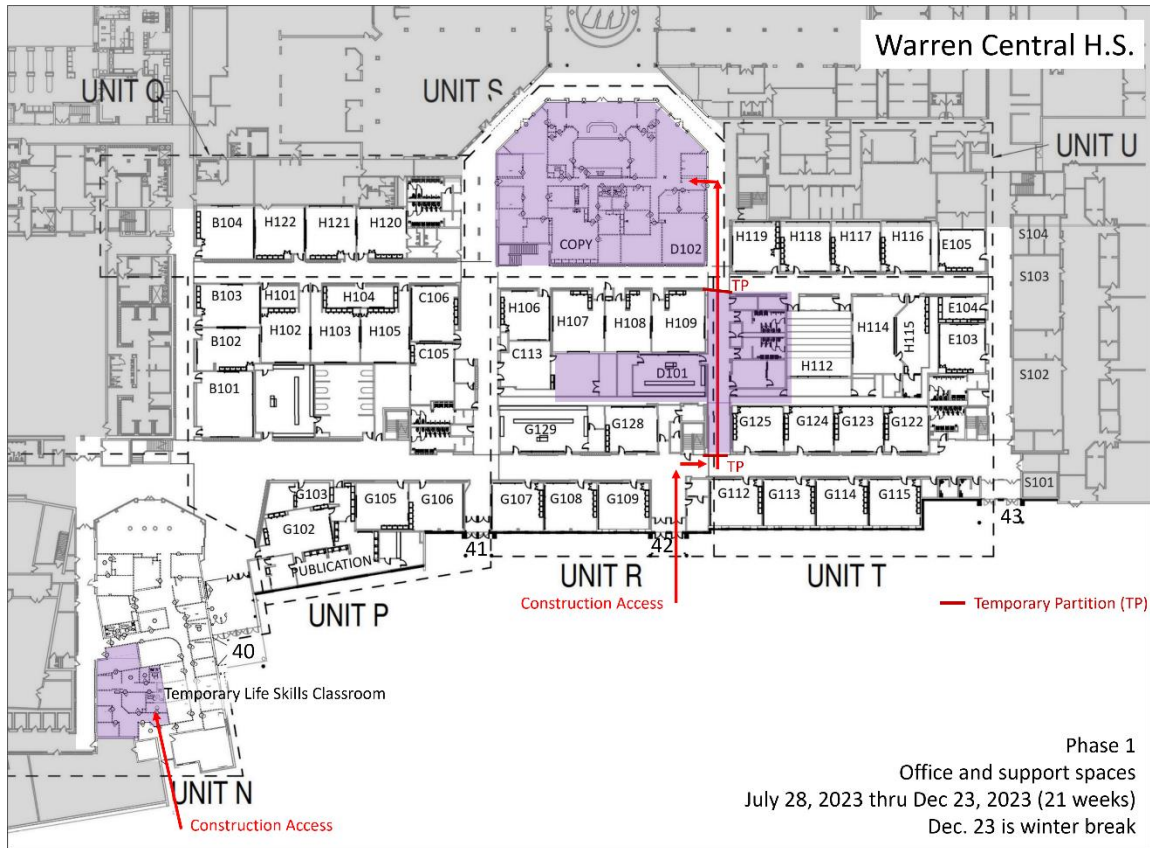 Warren Central H.S.
UNIT Q
UNIT S
UNIT U
B104
H122
H121
H120
COPY
D102
H119
H118
H117
H116
E105
S104
S103
TP
B103
H101
H104
C106
H106
H107
H108
H109
H114
H115
E104
B102
H102
H103
H105
C105
C113
D101
H112
E103
S102
B101
G129
G128
G125
G124
G123
G122
TP
S101
G103
G105
G106
G107
G108
G109
G112
G113
G114
G115
43
G102
PUBLICATION
41
42
UNIT R
UNIT T
UNIT P
Construction Access
Temporary Partition (TP)
40
Temporary Life Skills Classroom
UNIT N
Construction Access
Phase 1
Office and support spaces
July 28, 2023 thru Dec 23, 2023 (21 weeks)
Dec. 23 is winter break